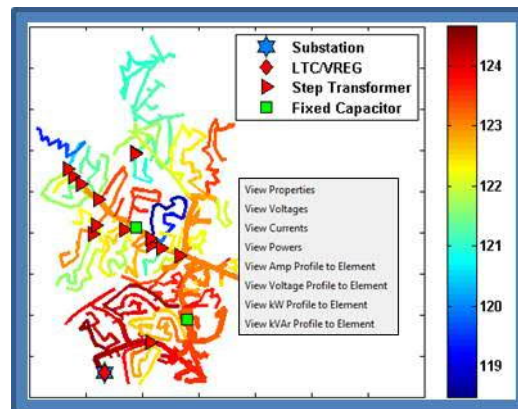 Substation
LTC/VREG
Step Transformer
Fixed Capacitor
View Properties
View Voltages
View Currents
View Powers
View Amp Profile to Element
View Voltage Profile to Element
View kW Profile to Element
View kVAr Profile to Element
124
123
122
121
120
119